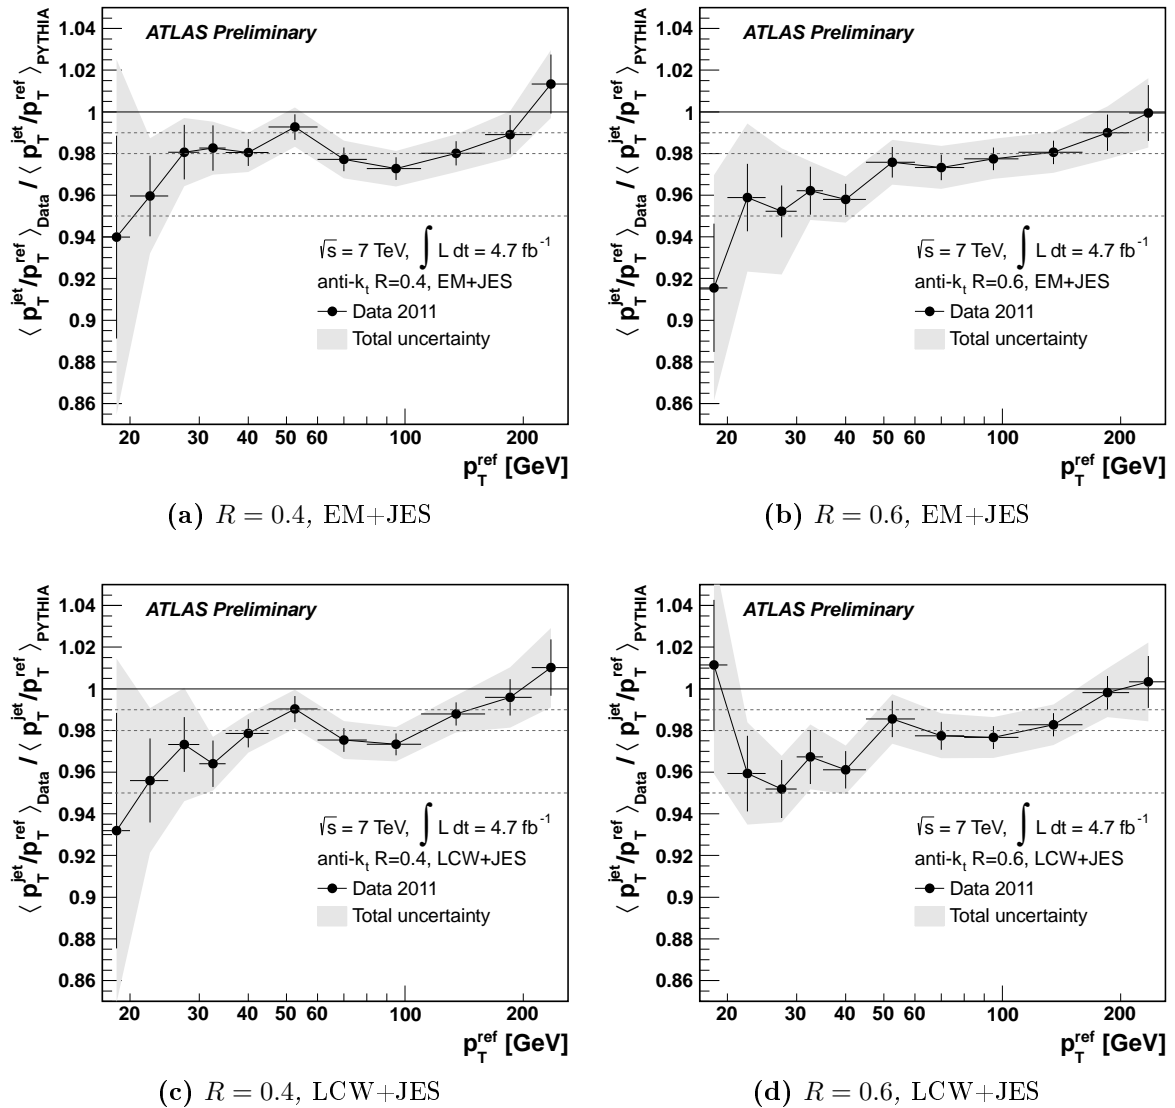 ATLAS Preliminary
⟨ p_T^jet/p_T^ref ⟩_Data / ⟨ p_T^jet/p_T^ref ⟩_PYTHIA
1.04
1.02
1
0.98
0.96
0.94
0.92
0.9
0.88
0.86
√s = 7 TeV, ∫ L dt = 4.7 fb^-1
anti-k_t R=0.4, EM+JES
Data 2011
Total uncertainty
20 30 40 50 60 100 200
p_T^ref [GeV]
(a) R = 0.4, EM+JES
ATLAS Preliminary
⟨ p_T^jet/p_T^ref ⟩_Data / ⟨ p_T^jet/p_T^ref ⟩_PYTHIA
1.04
1.02
1
0.98
0.96
0.94
0.92
0.9
0.88
0.86
√s = 7 TeV, ∫ L dt = 4.7 fb^-1
anti-k_t R=0.6, EM+JES
Data 2011
Total uncertainty
20 30 40 50 60 100 200
p_T^ref [GeV]
(b) R = 0.6, EM+JES
ATLAS Preliminary
⟨ p_T^jet/p_T^ref ⟩_Data / ⟨ p_T^jet/p_T^ref ⟩_PYTHIA
1.04
1.02
1
0.98
0.96
0.94
0.92
0.9
0.88
0.86
√s = 7 TeV, ∫ L dt = 4.7 fb^-1
anti-k_t R=0.4, LCW+JES
Data 2011
Total uncertainty
20 30 40 50 60 100 200
p_T^ref [GeV]
(c) R = 0.4, LCW+JES
ATLAS Preliminary
⟨ p_T^jet/p_T^ref ⟩_Data / ⟨ p_T^jet/p_T^ref ⟩_PYTHIA
1.04
1.02
1
0.98
0.96
0.94
0.92
0.9
0.88
0.86
√s = 7 TeV, ∫ L dt = 4.7 fb^-1
anti-k_t R=0.6, LCW+JES
Data 2011
Total uncertainty
20 30 40 50 60 100 200
p_T^ref [GeV]
(d) R = 0.6, LCW+JES